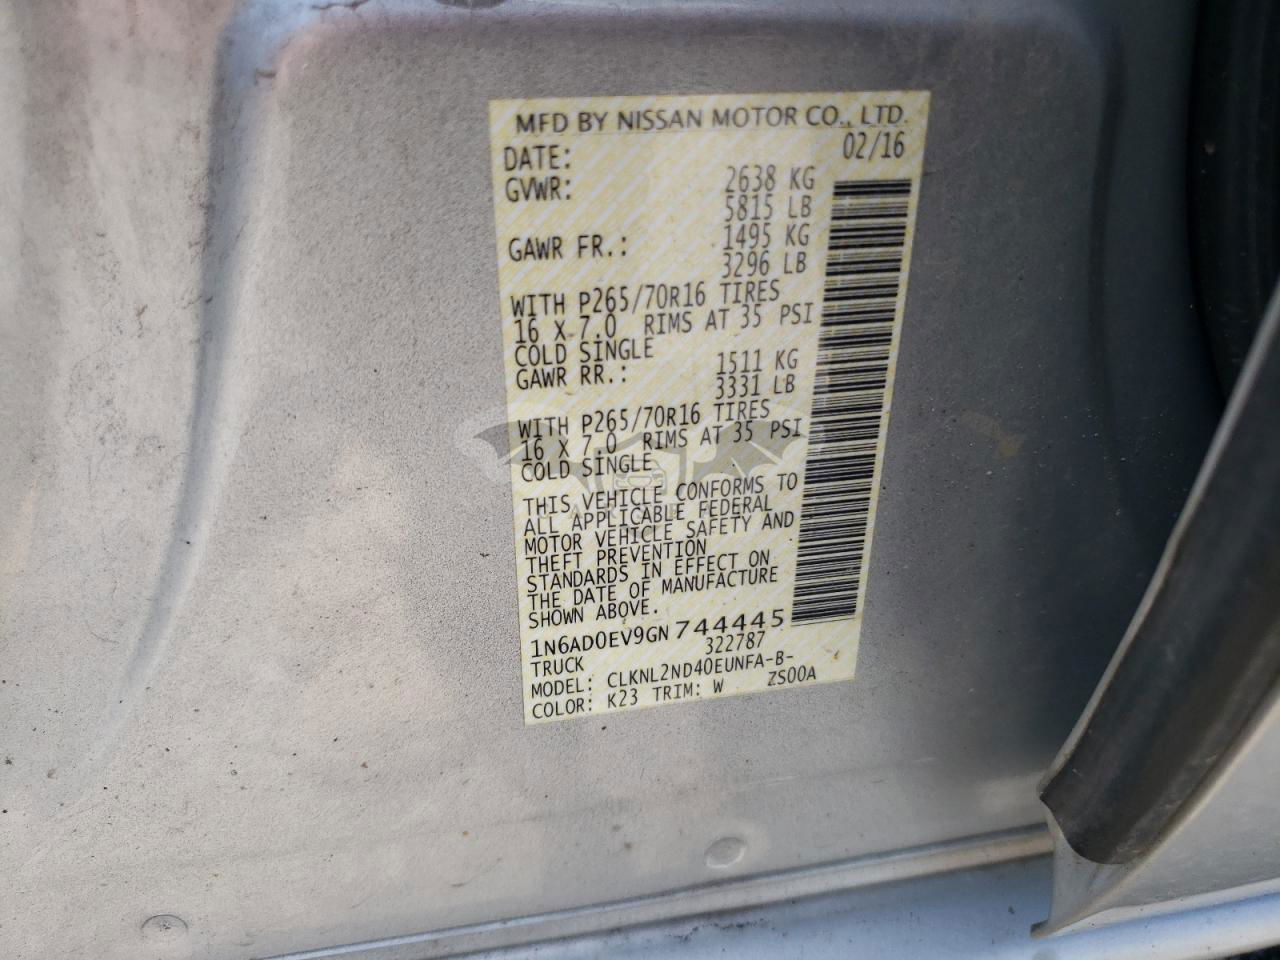 MFD BY NISSAN MOTOR CO., LTD.
DATE: 02/16
GVWR: 2638 KG
5815 LB
GAWR FR.: 1495 KG
3296 LB
WITH P265/70R16 TIRES
16 X 7.0 RIMS AT 35 PSI
COLD SINGLE
GAWR RR.: 1511 KG
3331 LB
WITH P265/70R16 TIRES
16 X 7.0 RIMS AT 35 PSI
COLD SINGLE
THIS VEHICLE CONFORMS TO
ALL APPLICABLE FEDERAL
MOTOR VEHICLE SAFETY AND
THEFT PREVENTION
STANDARDS IN EFFECT ON
THE DATE OF MANUFACTURE
SHOWN ABOVE.
1N6AD0EV9GN744445
TRUCK 322787
MODEL: CLKNL2ND40EUNFA-B-
COLOR: K23 TRIM: W ZS00A